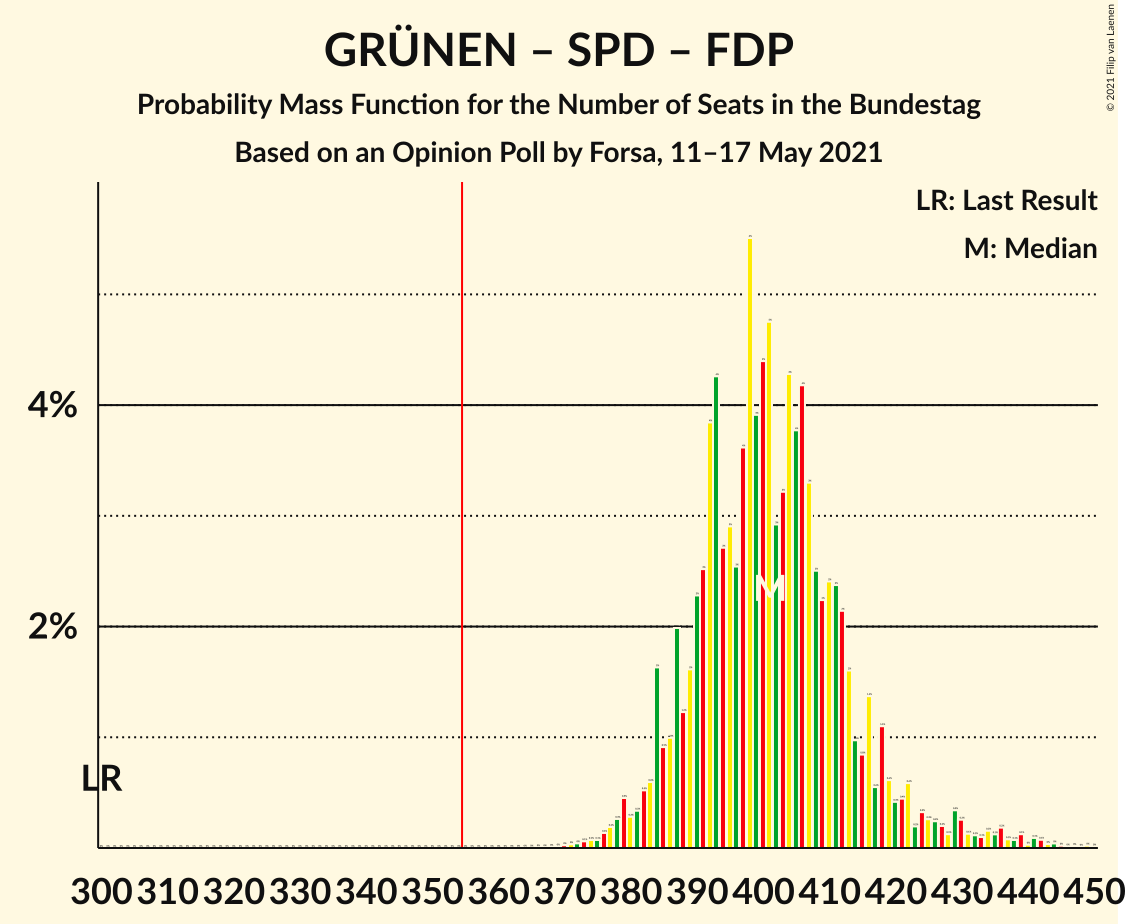 GRÜNEN – SPD – FDP
Probability Mass Function for the Number of Seats in the Bundestag
Based on an Opinion Poll by Forsa, 11–17 May 2021
© 2021 Filip van Laenen
LR: Last Result
M: Median
4%
2%
LR
M
300 310 320 330 340 350 360 370 380 390 400 410 420 430 440 450